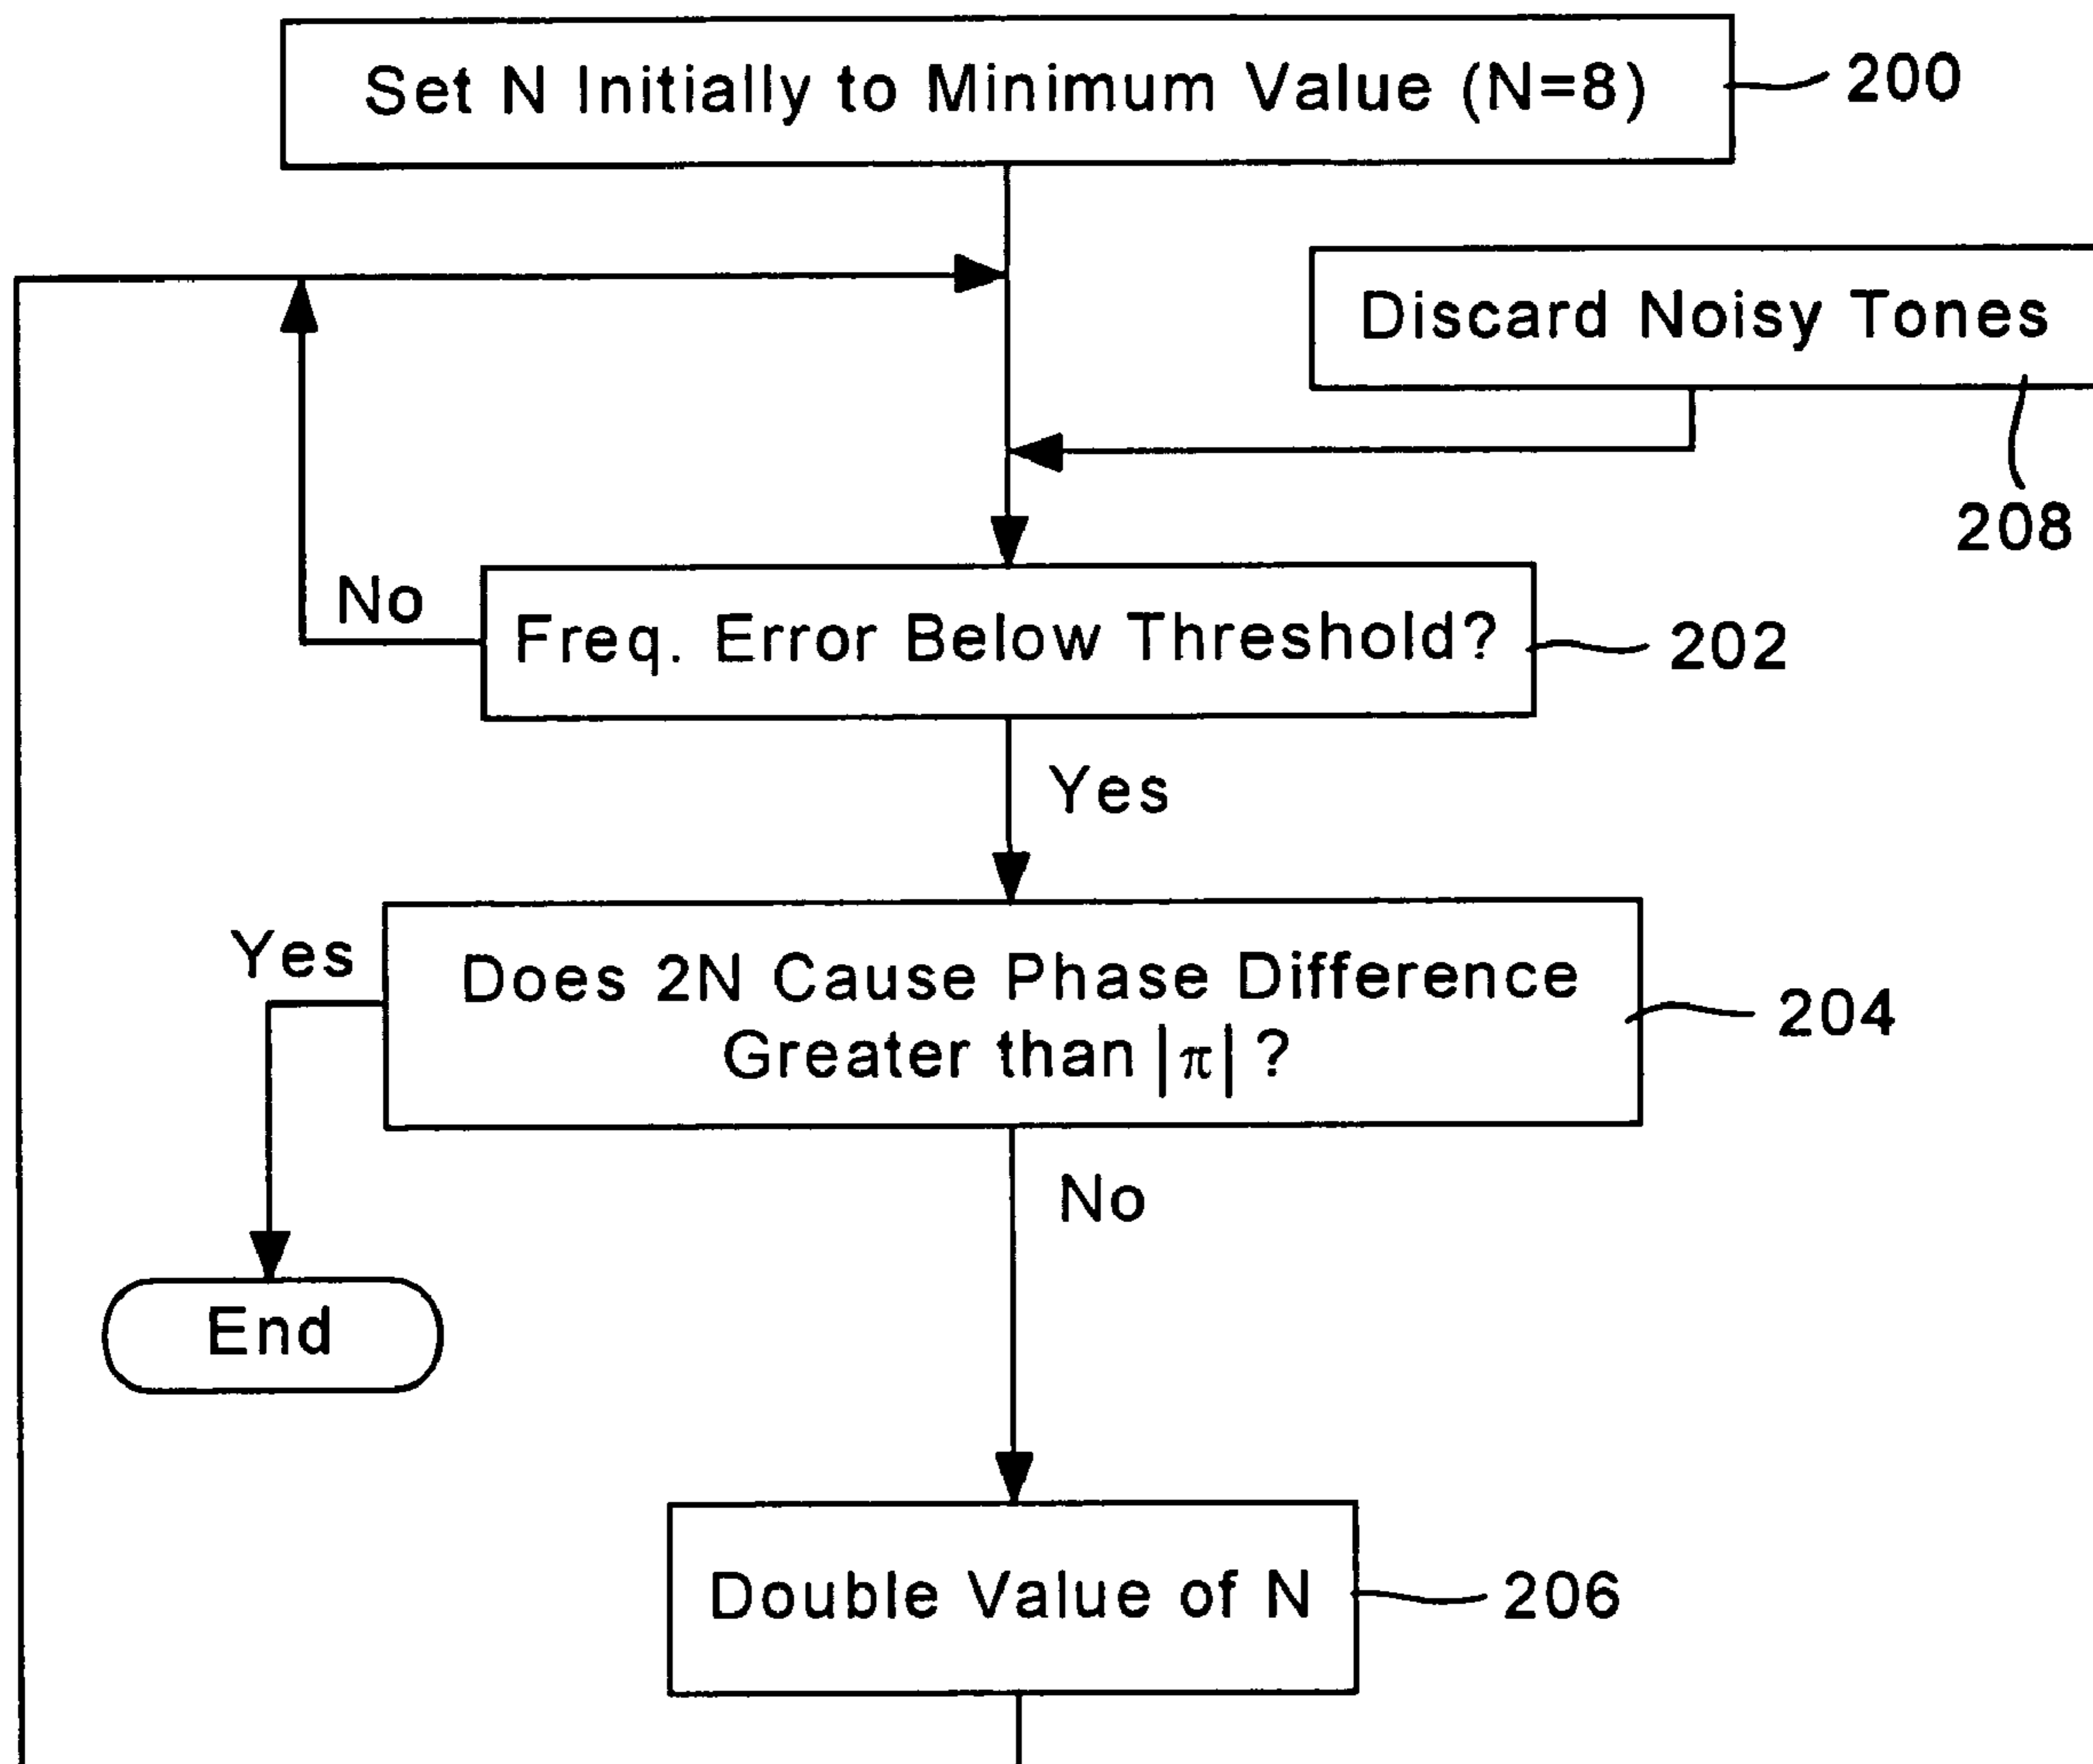 Set N Initially to Minimum Value (N=8)
200
Discard Noisy Tones
208
No
Freq. Error Below Threshold?
202
Yes
Yes
Does 2N Cause Phase Difference
Greater than |π| ?
204
No
End
Double Value of N
206